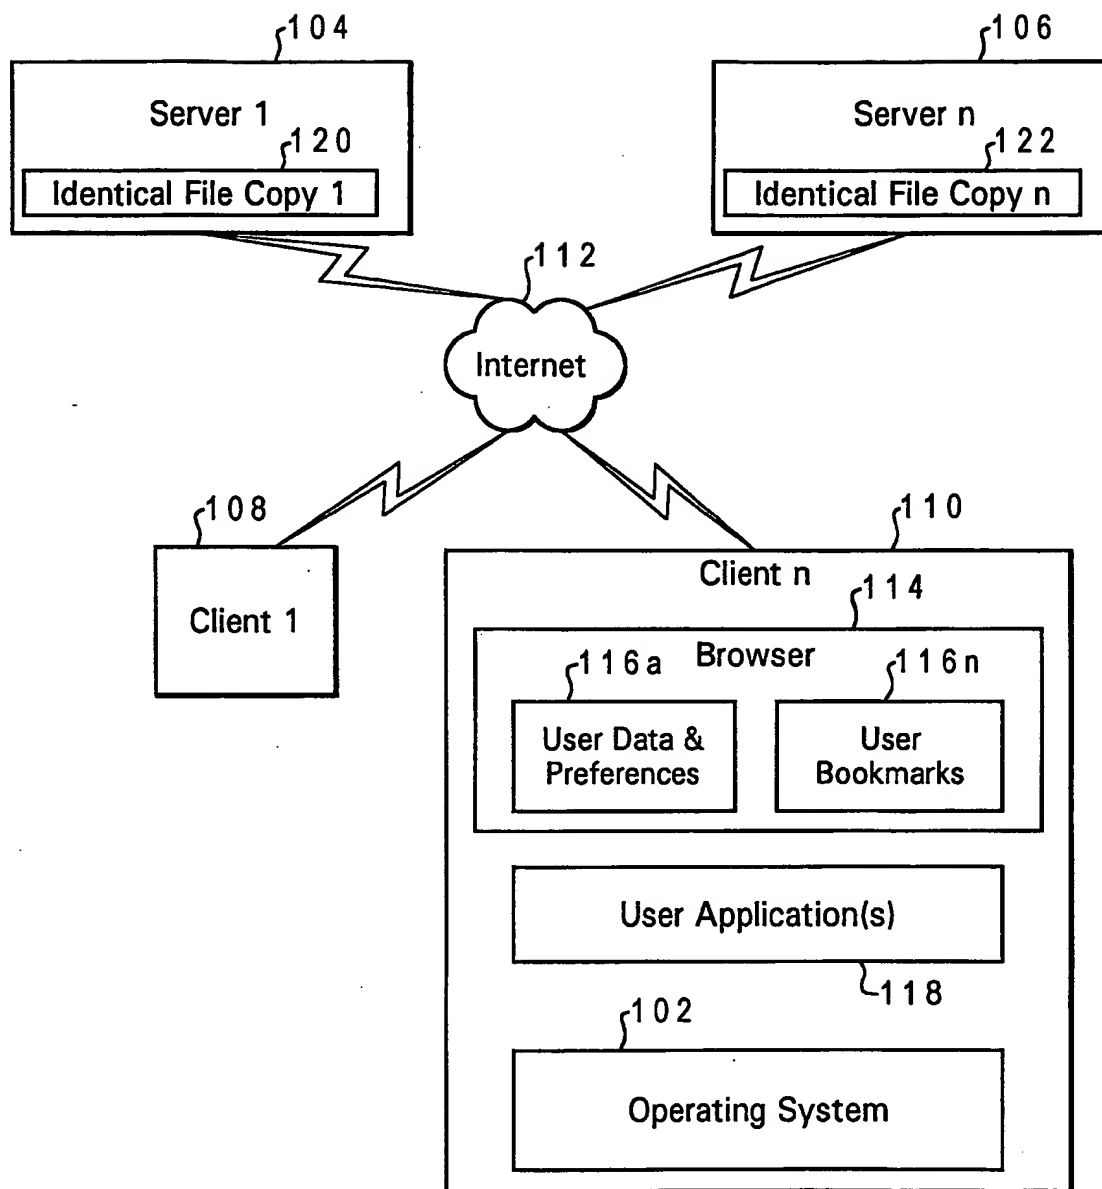 104
106
Server 1
Server n
120
122
Identical File Copy 1
Identical File Copy n
112
Internet
108
110
Client 1
Client n
114
Browser
116a
116n
User Data &
Preferences
User
Bookmarks
User Application(s)
118
102
Operating System